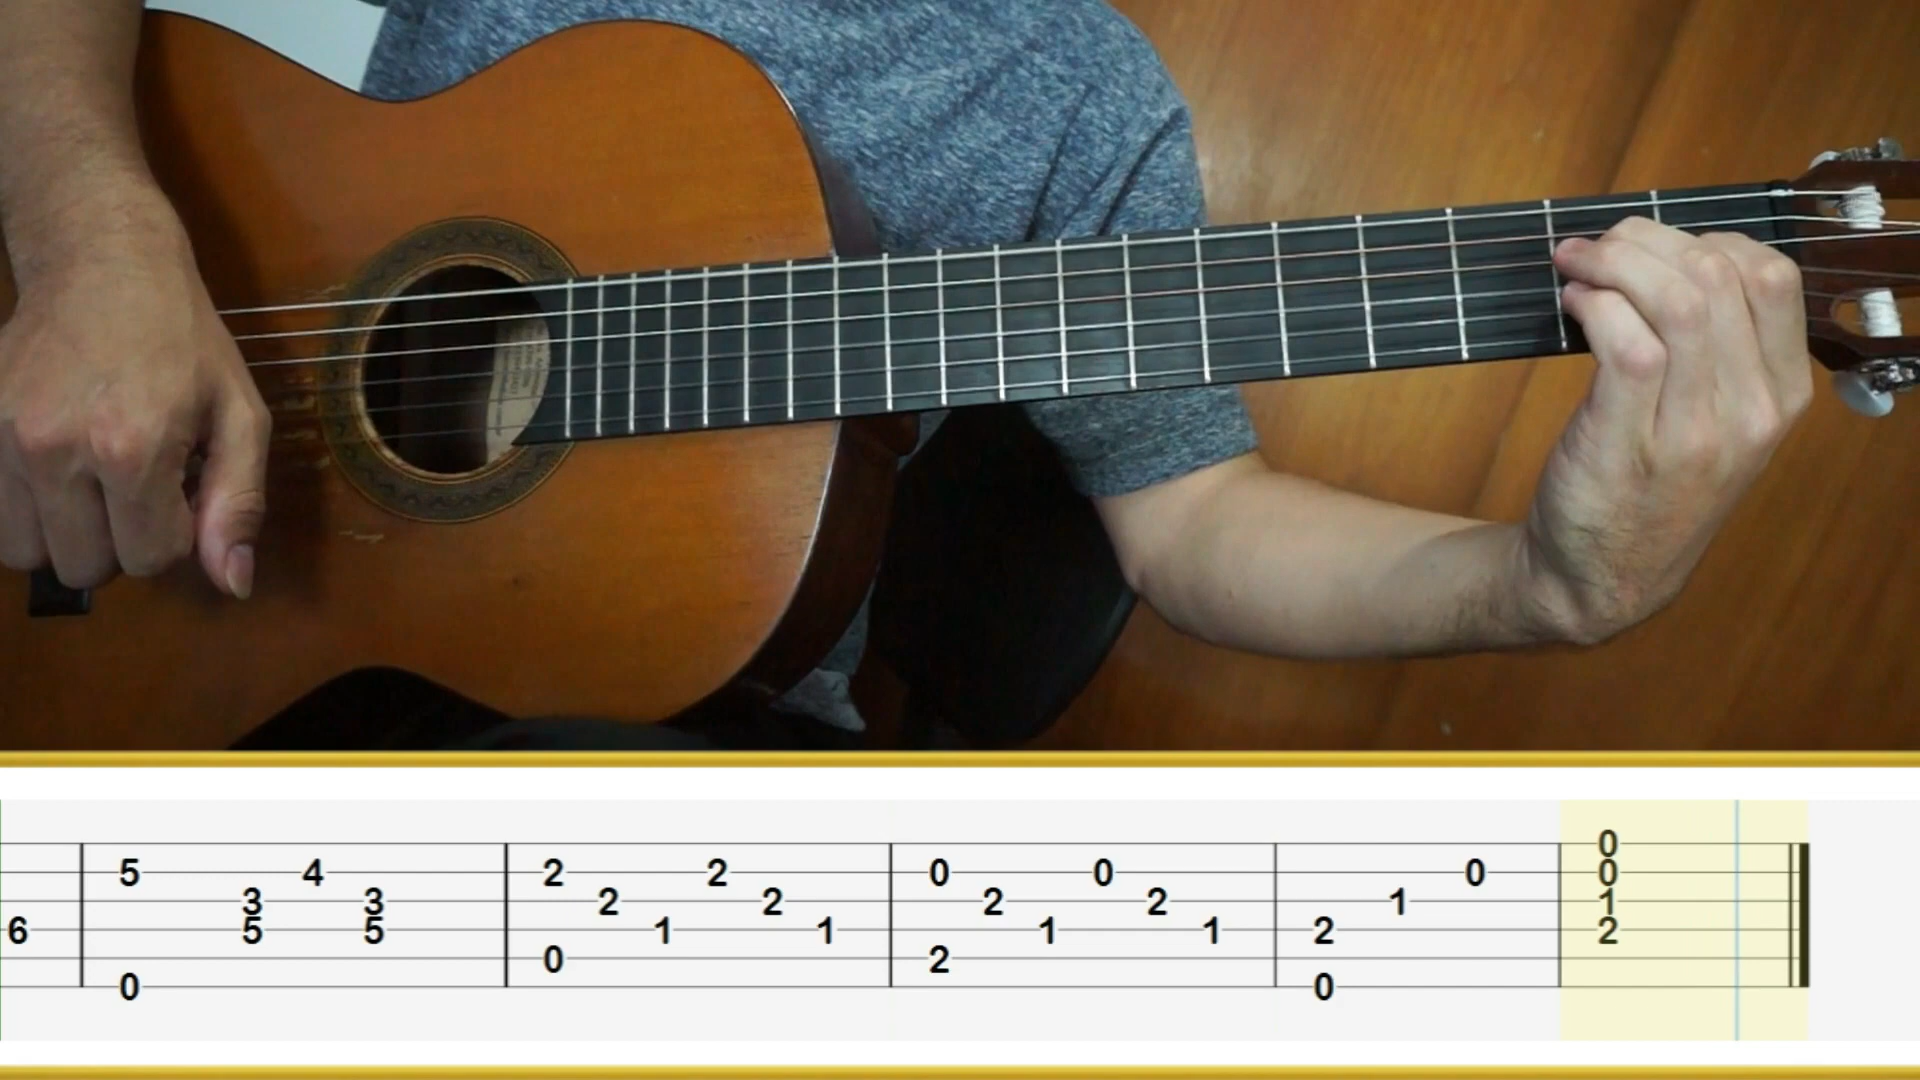 0
5 4 2 2 0 0 0 0
3 3 2 2 2 2 1 1
6 5 5 1 1 1 1 2 2
0 2
0 0